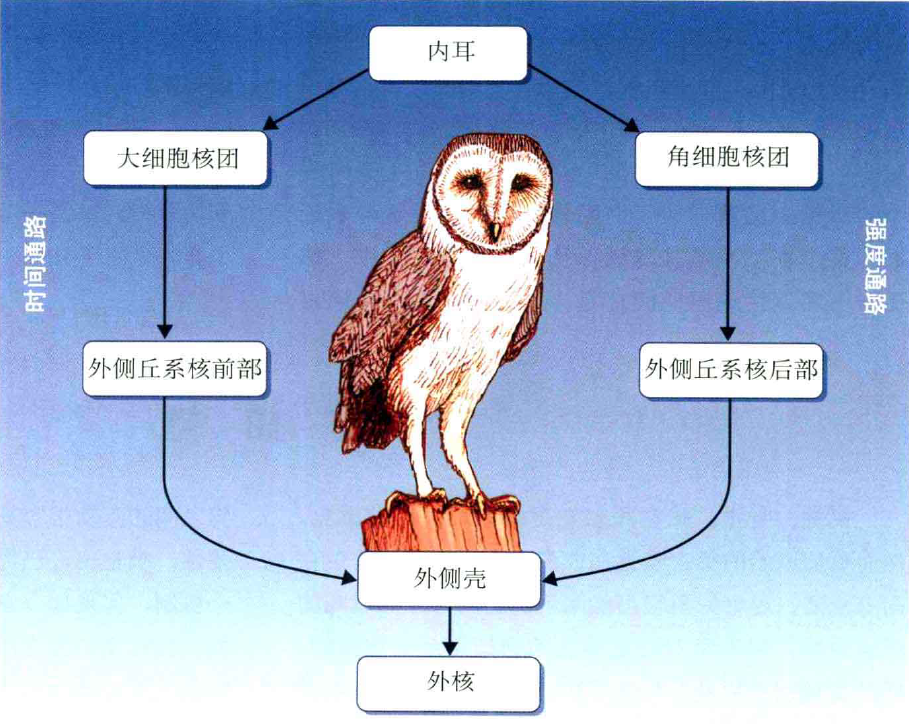 内耳
大细胞核团
角细胞核团
时间通路
强度通路
外侧丘系核前部
外侧丘系核后部
外侧壳
外核